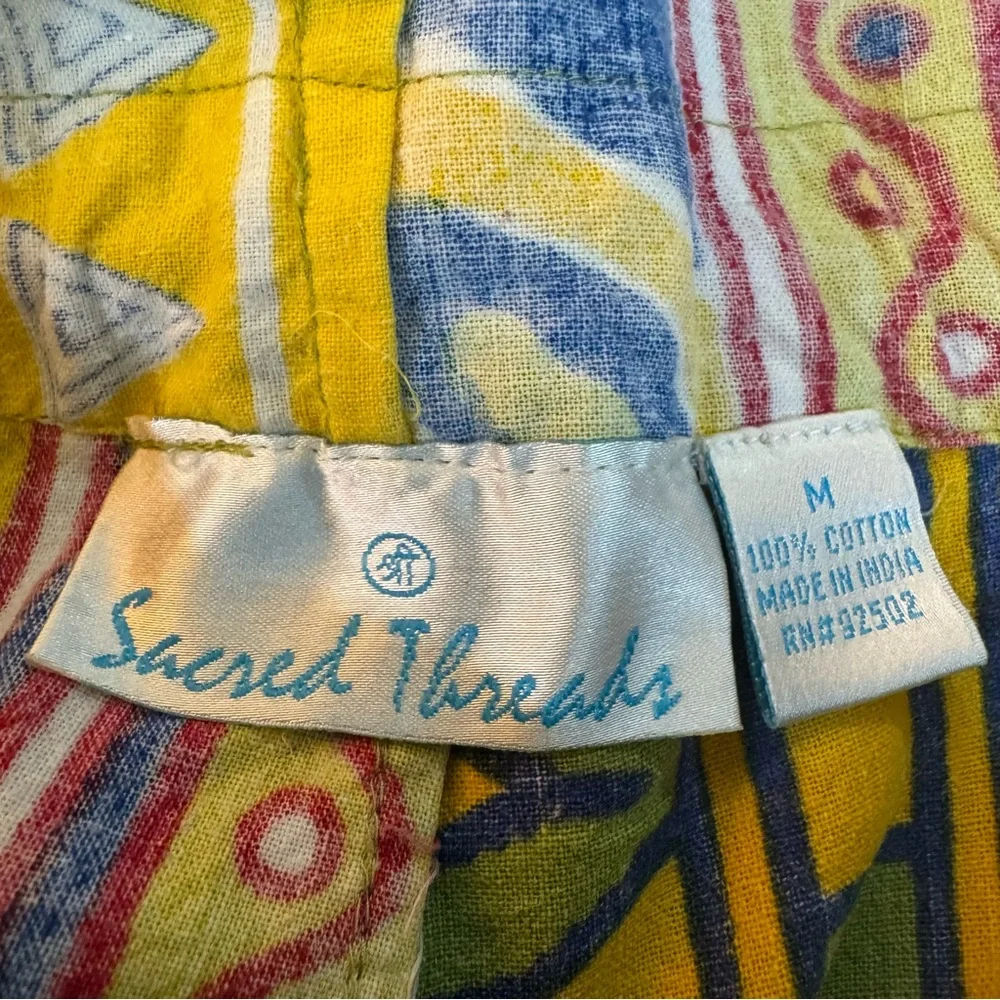 Sacred Threads
M
100% COTTON
MADE IN INDIA
RN#92502